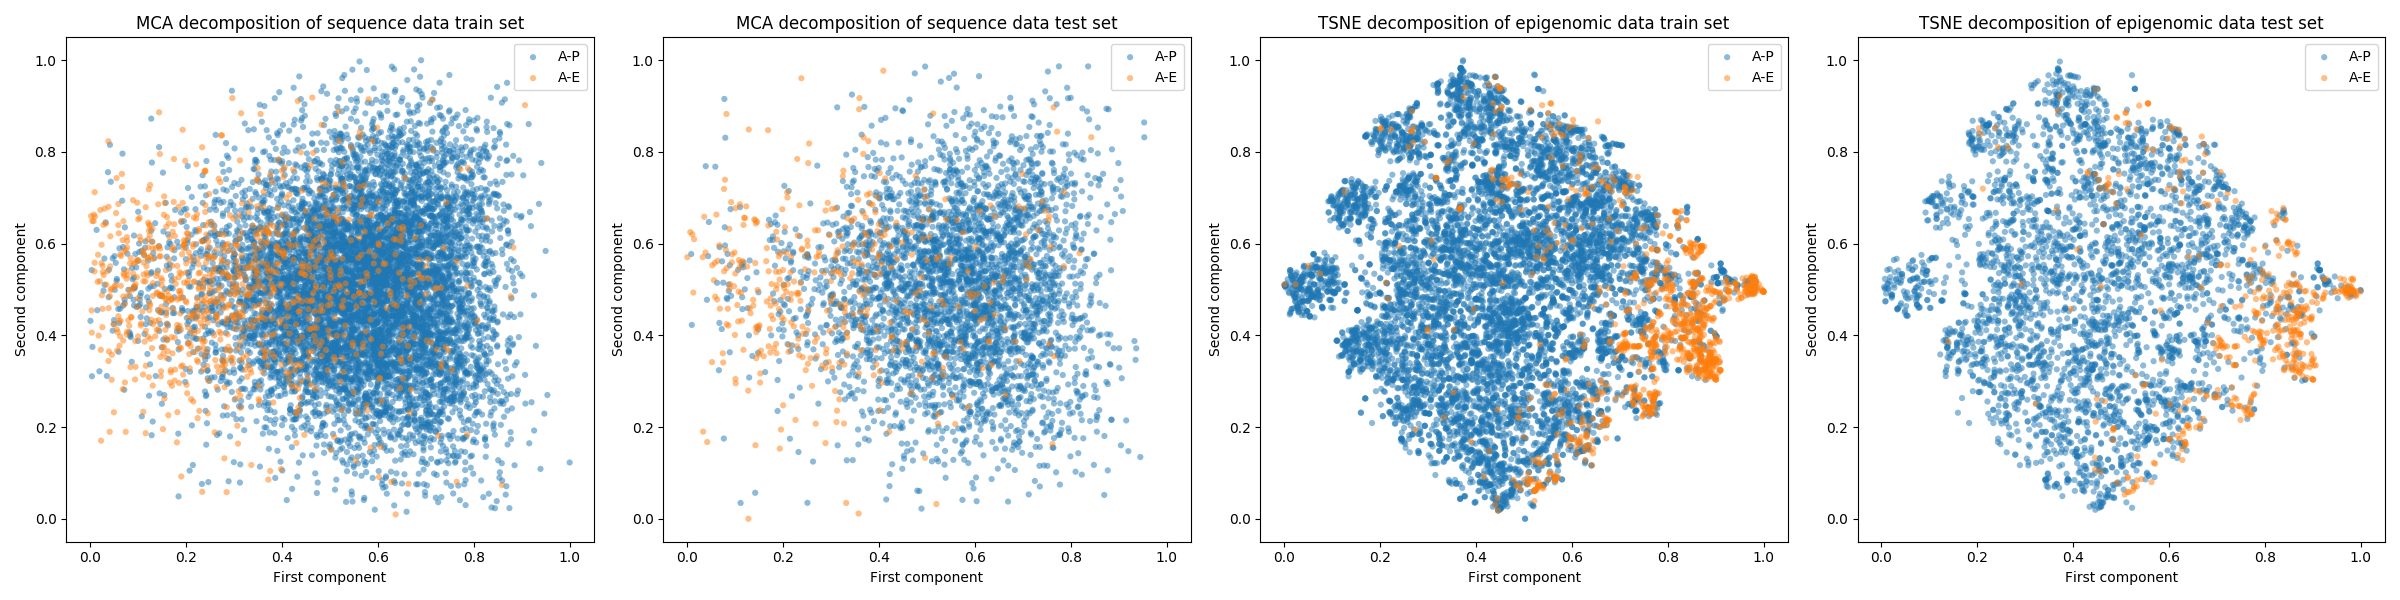 MCA decomposition of sequence data train set
A-P
A-E
1.0
0.8
0.6
0.4
0.2
0.0
Second component
0.0 0.2 0.4 0.6 0.8 1.0
First component
MCA decomposition of sequence data test set
A-P
A-E
1.0
0.8
0.6
0.4
0.2
0.0
Second component
0.0 0.2 0.4 0.6 0.8 1.0
First component
TSNE decomposition of epigenomic data train set
A-P
A-E
1.0
0.8
0.6
0.4
0.2
0.0
Second component
0.0 0.2 0.4 0.6 0.8 1.0
First component
TSNE decomposition of epigenomic data test set
A-P
A-E
1.0
0.8
0.6
0.4
0.2
0.0
Second component
0.0 0.2 0.4 0.6 0.8 1.0
First component